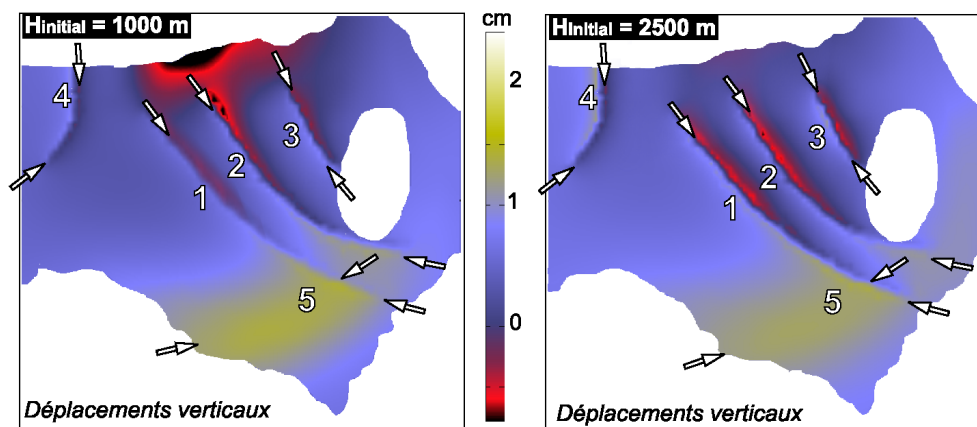 Hinitial = 1000 m
4
3
2
1
5
Déplacements verticaux
cm
2
1
0
Hinitial = 2500 m
4
3
2
1
5
Déplacements verticaux